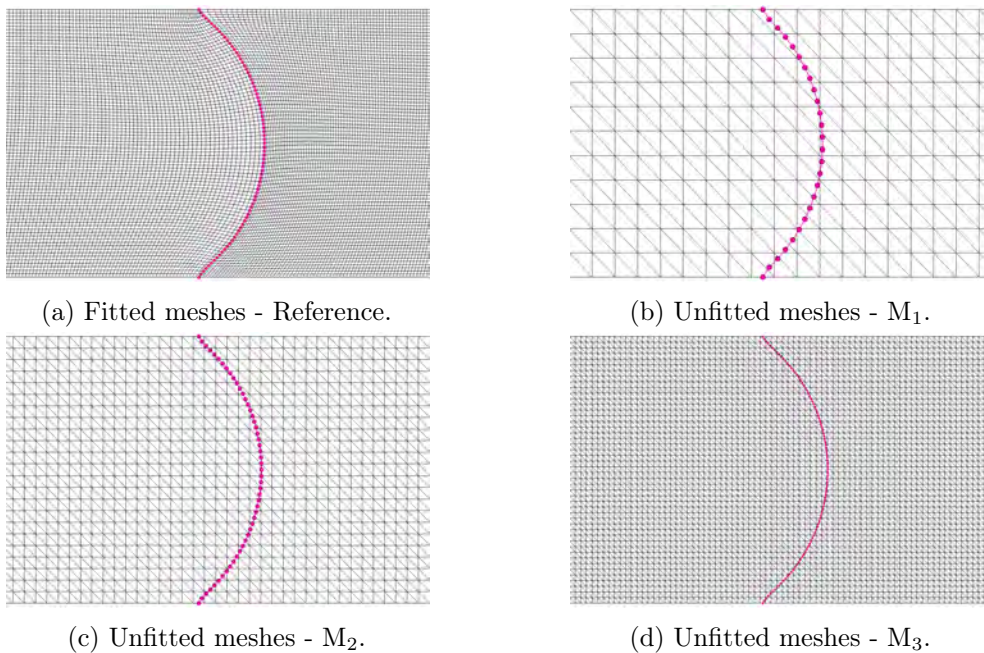 (a) Fitted meshes - Reference.
(b) Unfitted meshes - M₁.
(c) Unfitted meshes - M₂.
(d) Unfitted meshes - M₃.